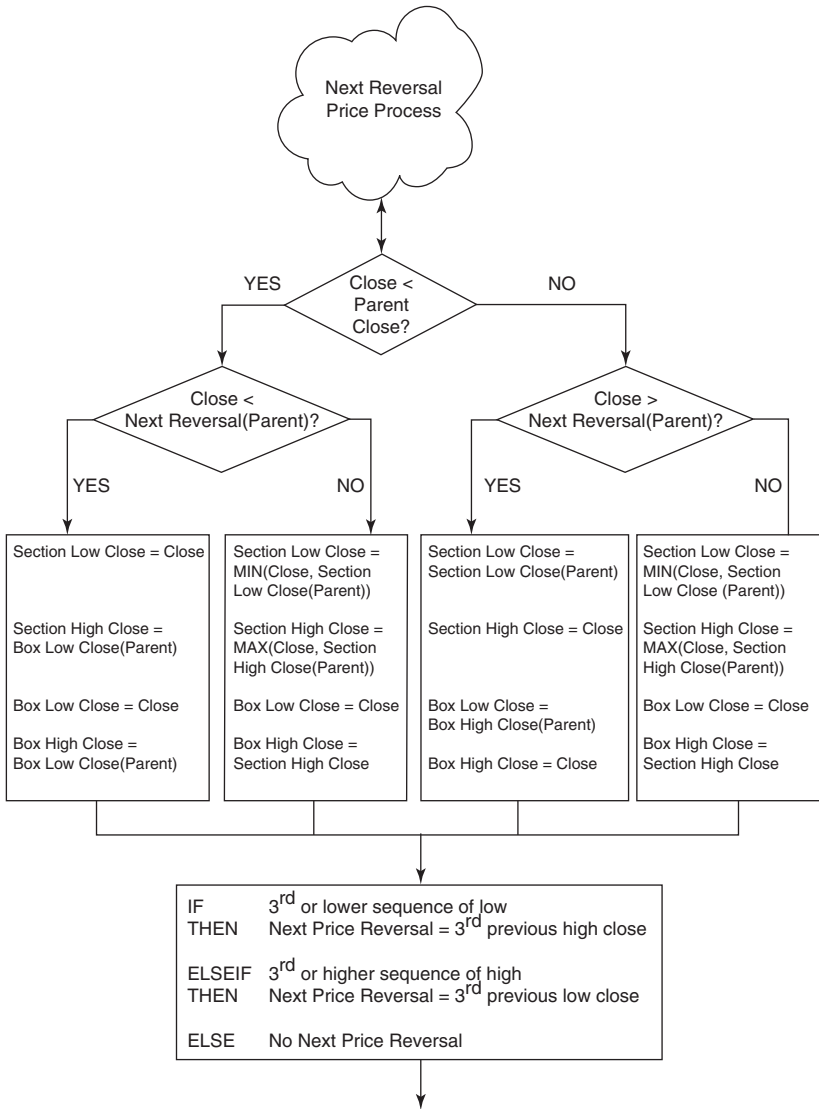 Next Reversal
Price Process
YES
Close <
Parent
Close?
NO
Close <
Next Reversal(Parent)?
Close >
Next Reversal(Parent)?
YES
NO
YES
NO
Section Low Close = Close
Section High Close =
Box Low Close(Parent)
Box Low Close = Close
Box High Close =
Box Low Close(Parent)
Section Low Close =
MIN(Close, Section
Low Close(Parent))
Section High Close =
MAX(Close, Section
High Close(Parent))
Box Low Close = Close
Box High Close =
Section High Close
Section Low Close =
Section Low Close(Parent)
Section High Close = Close
Box Low Close =
Box High Close(Parent)
Box High Close = Close
Section Low Close =
MIN(Close, Section
Low Close (Parent))
Section High Close =
MAX(Close, Section
High Close(Parent))
Box Low Close = Close
Box High Close =
Section High Close
IF 3rd or lower sequence of low
THEN Next Price Reversal = 3rd previous high close
ELSEIF 3rd or higher sequence of high
THEN Next Price Reversal = 3rd previous low close
ELSE No Next Price Reversal